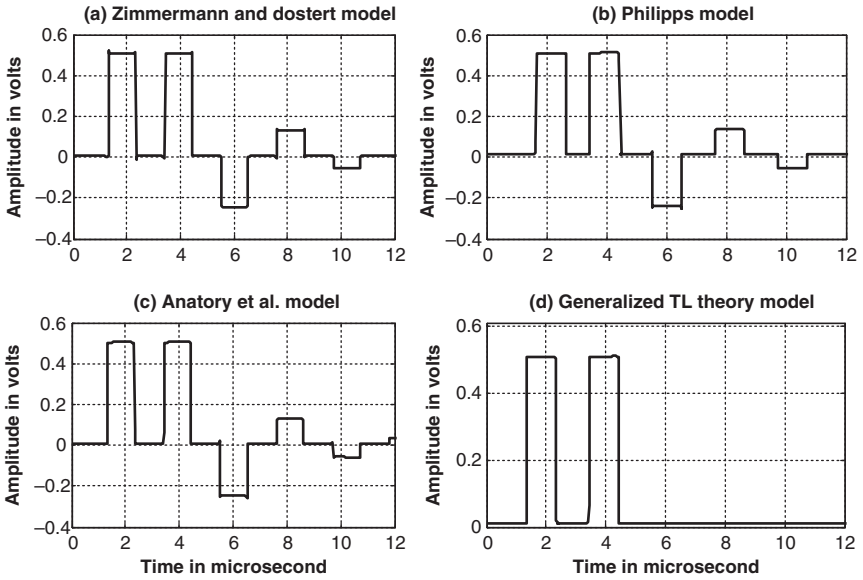 (a) Zimmermann and dostert model
Amplitude in volts
0.6
0.4
0.2
0
–0.2
–0.4
0 2 4 6 8 10 12
(b) Philipps model
Amplitude in volts
0.6
0.4
0.2
0
–0.2
–0.4
0 2 4 6 8 10 12
(c) Anatory et al. model
Amplitude in volts
0.6
0.4
0.2
0
–0.2
–0.4
0 2 4 6 8 10 12
Time in microsecond
(d) Generalized TL theory model
Amplitude in volts
0.6
0.4
0.2
0
0 2 4 6 8 10 12
Time in microsecond